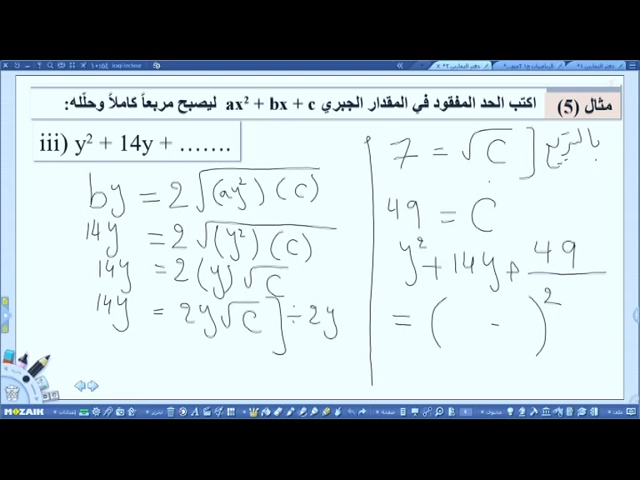 مثال (5) اكتب الحد المفقود في المقدار الجبري ax² + bx + c ليصبح مربعاً كاملاً وحلّله:
iii) y² + 14y + …….
by = 2 √(ay²) (c)
14y = 2 √(y²) (c)
14y = 2 (y) √c
14y = 2y √c ] ÷ 2y
7 = √c ] بالتربيع
49 = c
y² + 14y + 49
= ( - )²
MOZAIK